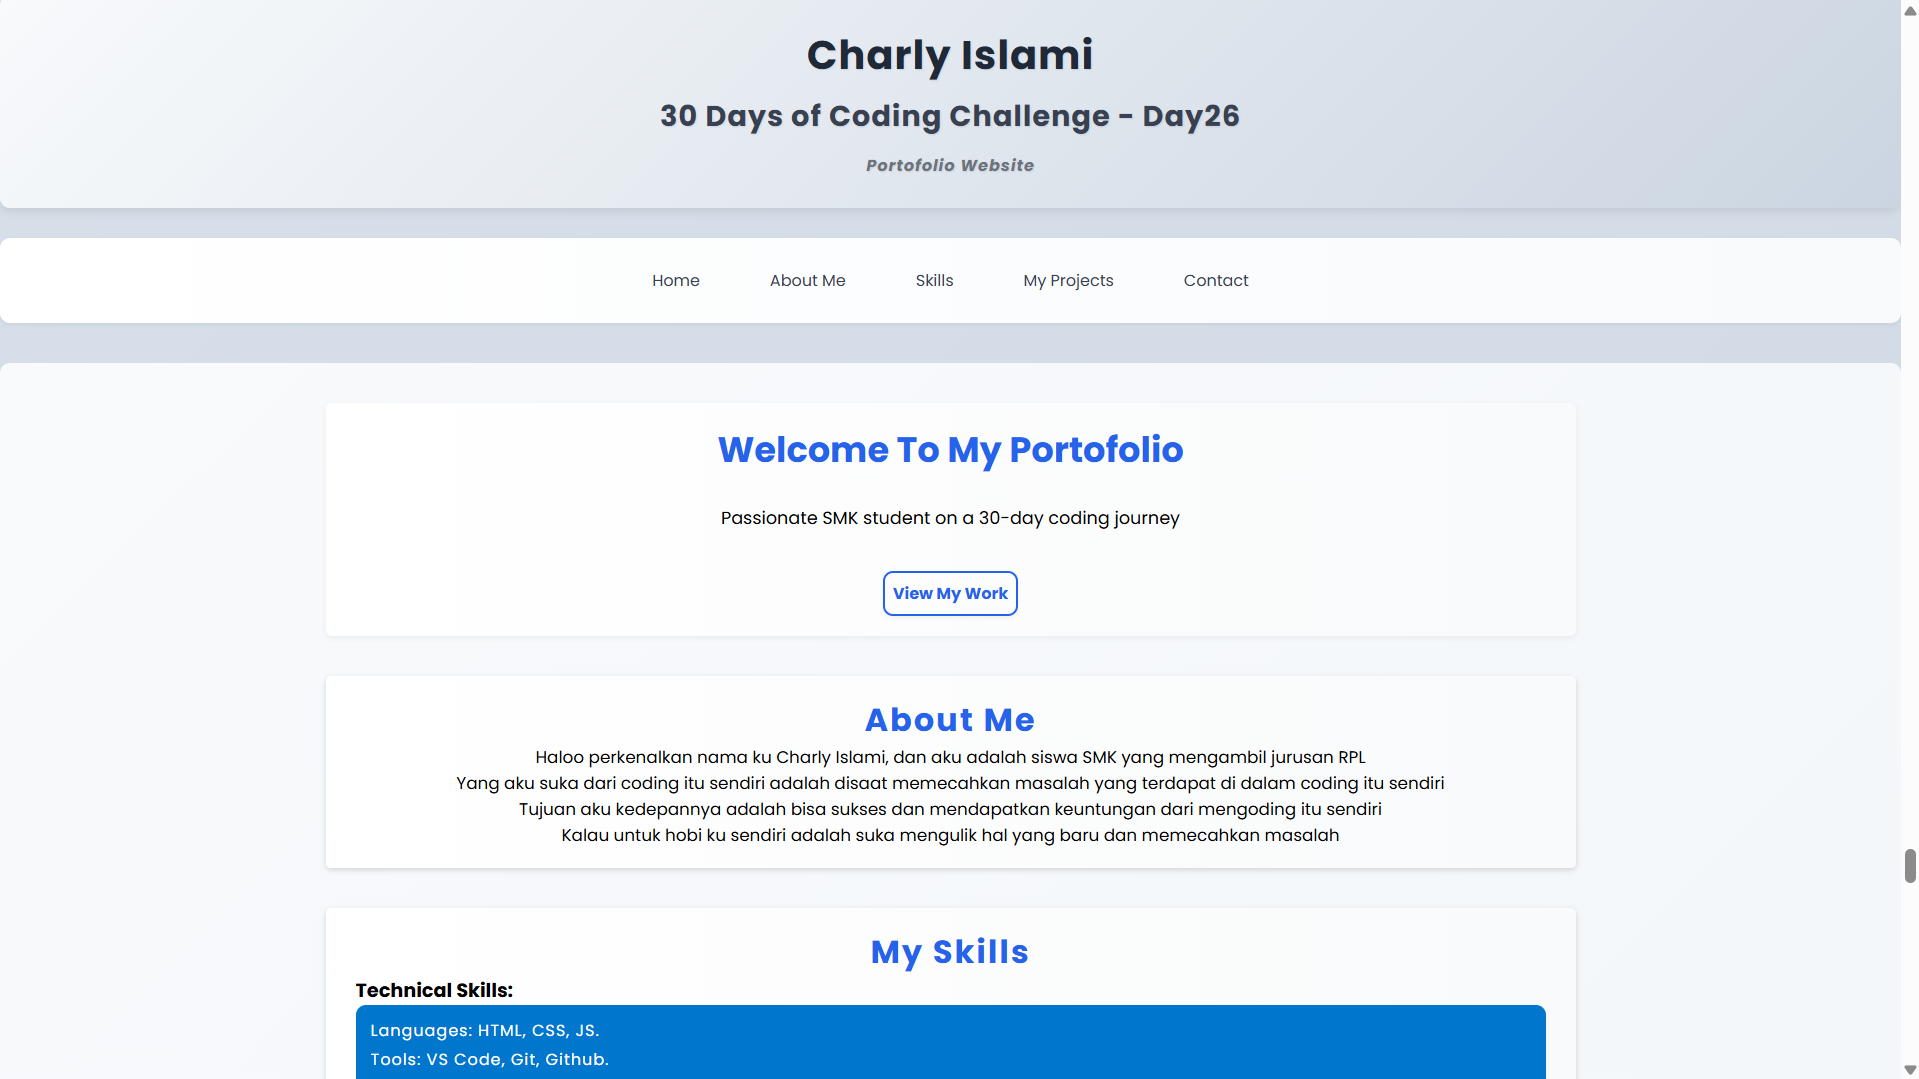 Charly Islami
30 Days of Coding Challenge - Day26
Portofolio Website
Home
About Me
Skills
My Projects
Contact
Welcome To My Portofolio
Passionate SMK student on a 30-day coding journey
View My Work
About Me
Haloo perkenalkan nama ku Charly Islami, dan aku adalah siswa SMK yang mengambil jurusan RPL
Yang aku suka dari coding itu sendiri adalah disaat memecahkan masalah yang terdapat di dalam coding itu sendiri
Tujuan aku kedepannya adalah bisa sukses dan mendapatkan keuntungan dari mengoding itu sendiri
Kalau untuk hobi ku sendiri adalah suka mengulik hal yang baru dan memecahkan masalah
My Skills
Technical Skills:
Languages: HTML, CSS, JS.
Tools: VS Code, Git, Github.